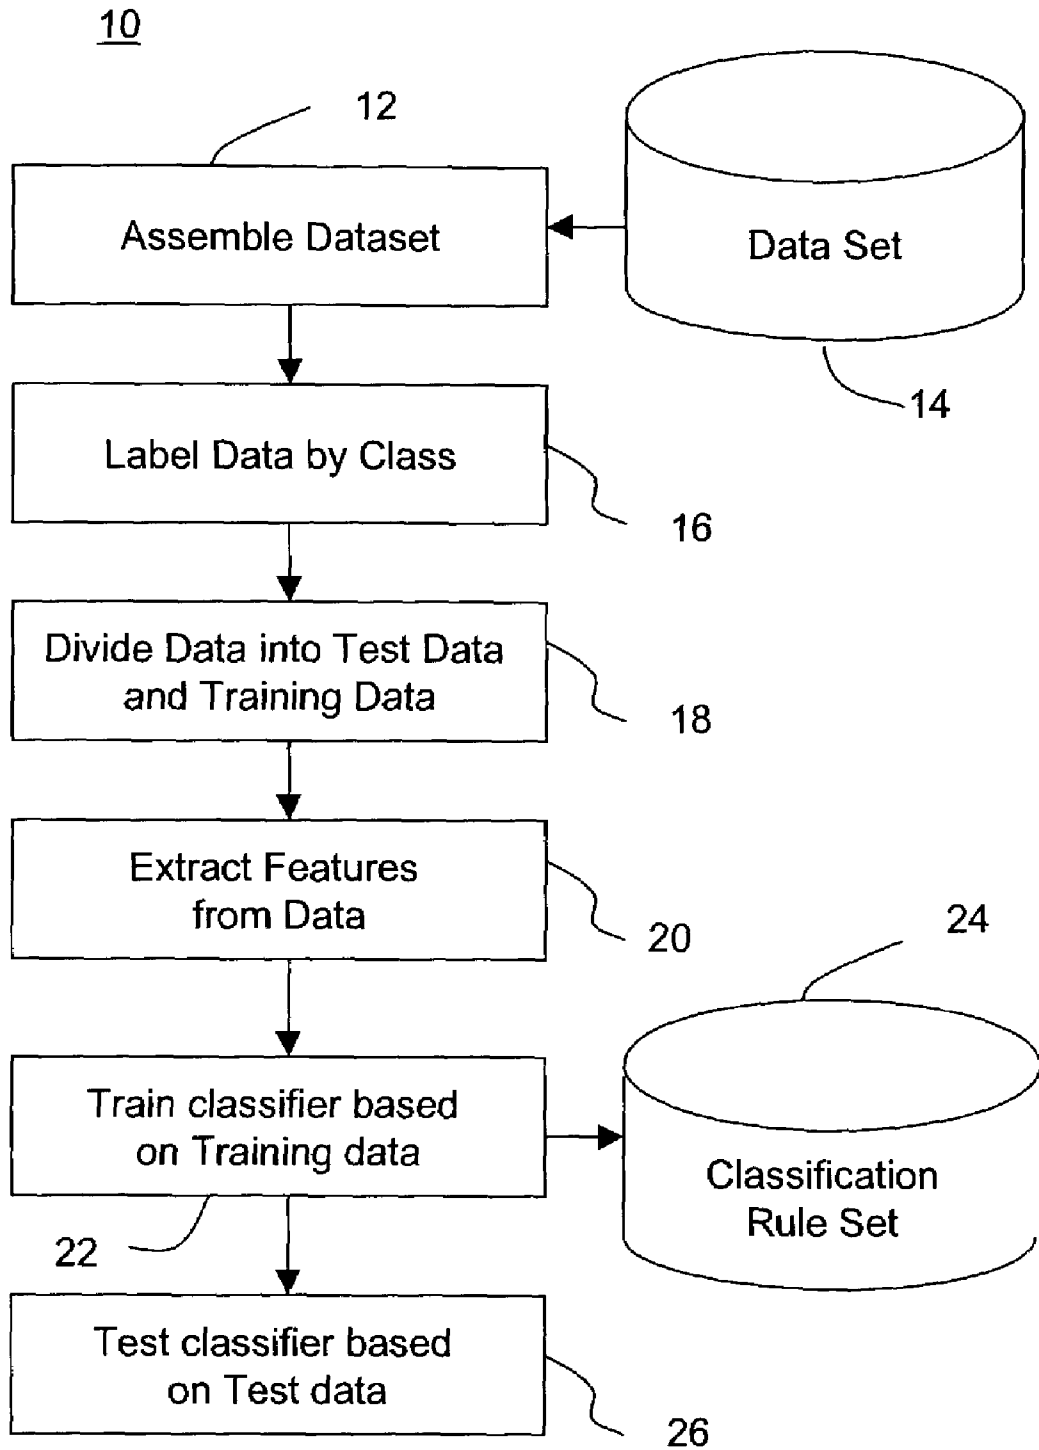 10
12
Assemble Dataset
Data Set
14
Label Data by Class
16
Divide Data into Test Data
and Training Data
18
Extract Features
from Data
20
24
Train classifier based
on Training data
22
Classification
Rule Set
Test classifier based
on Test data
26